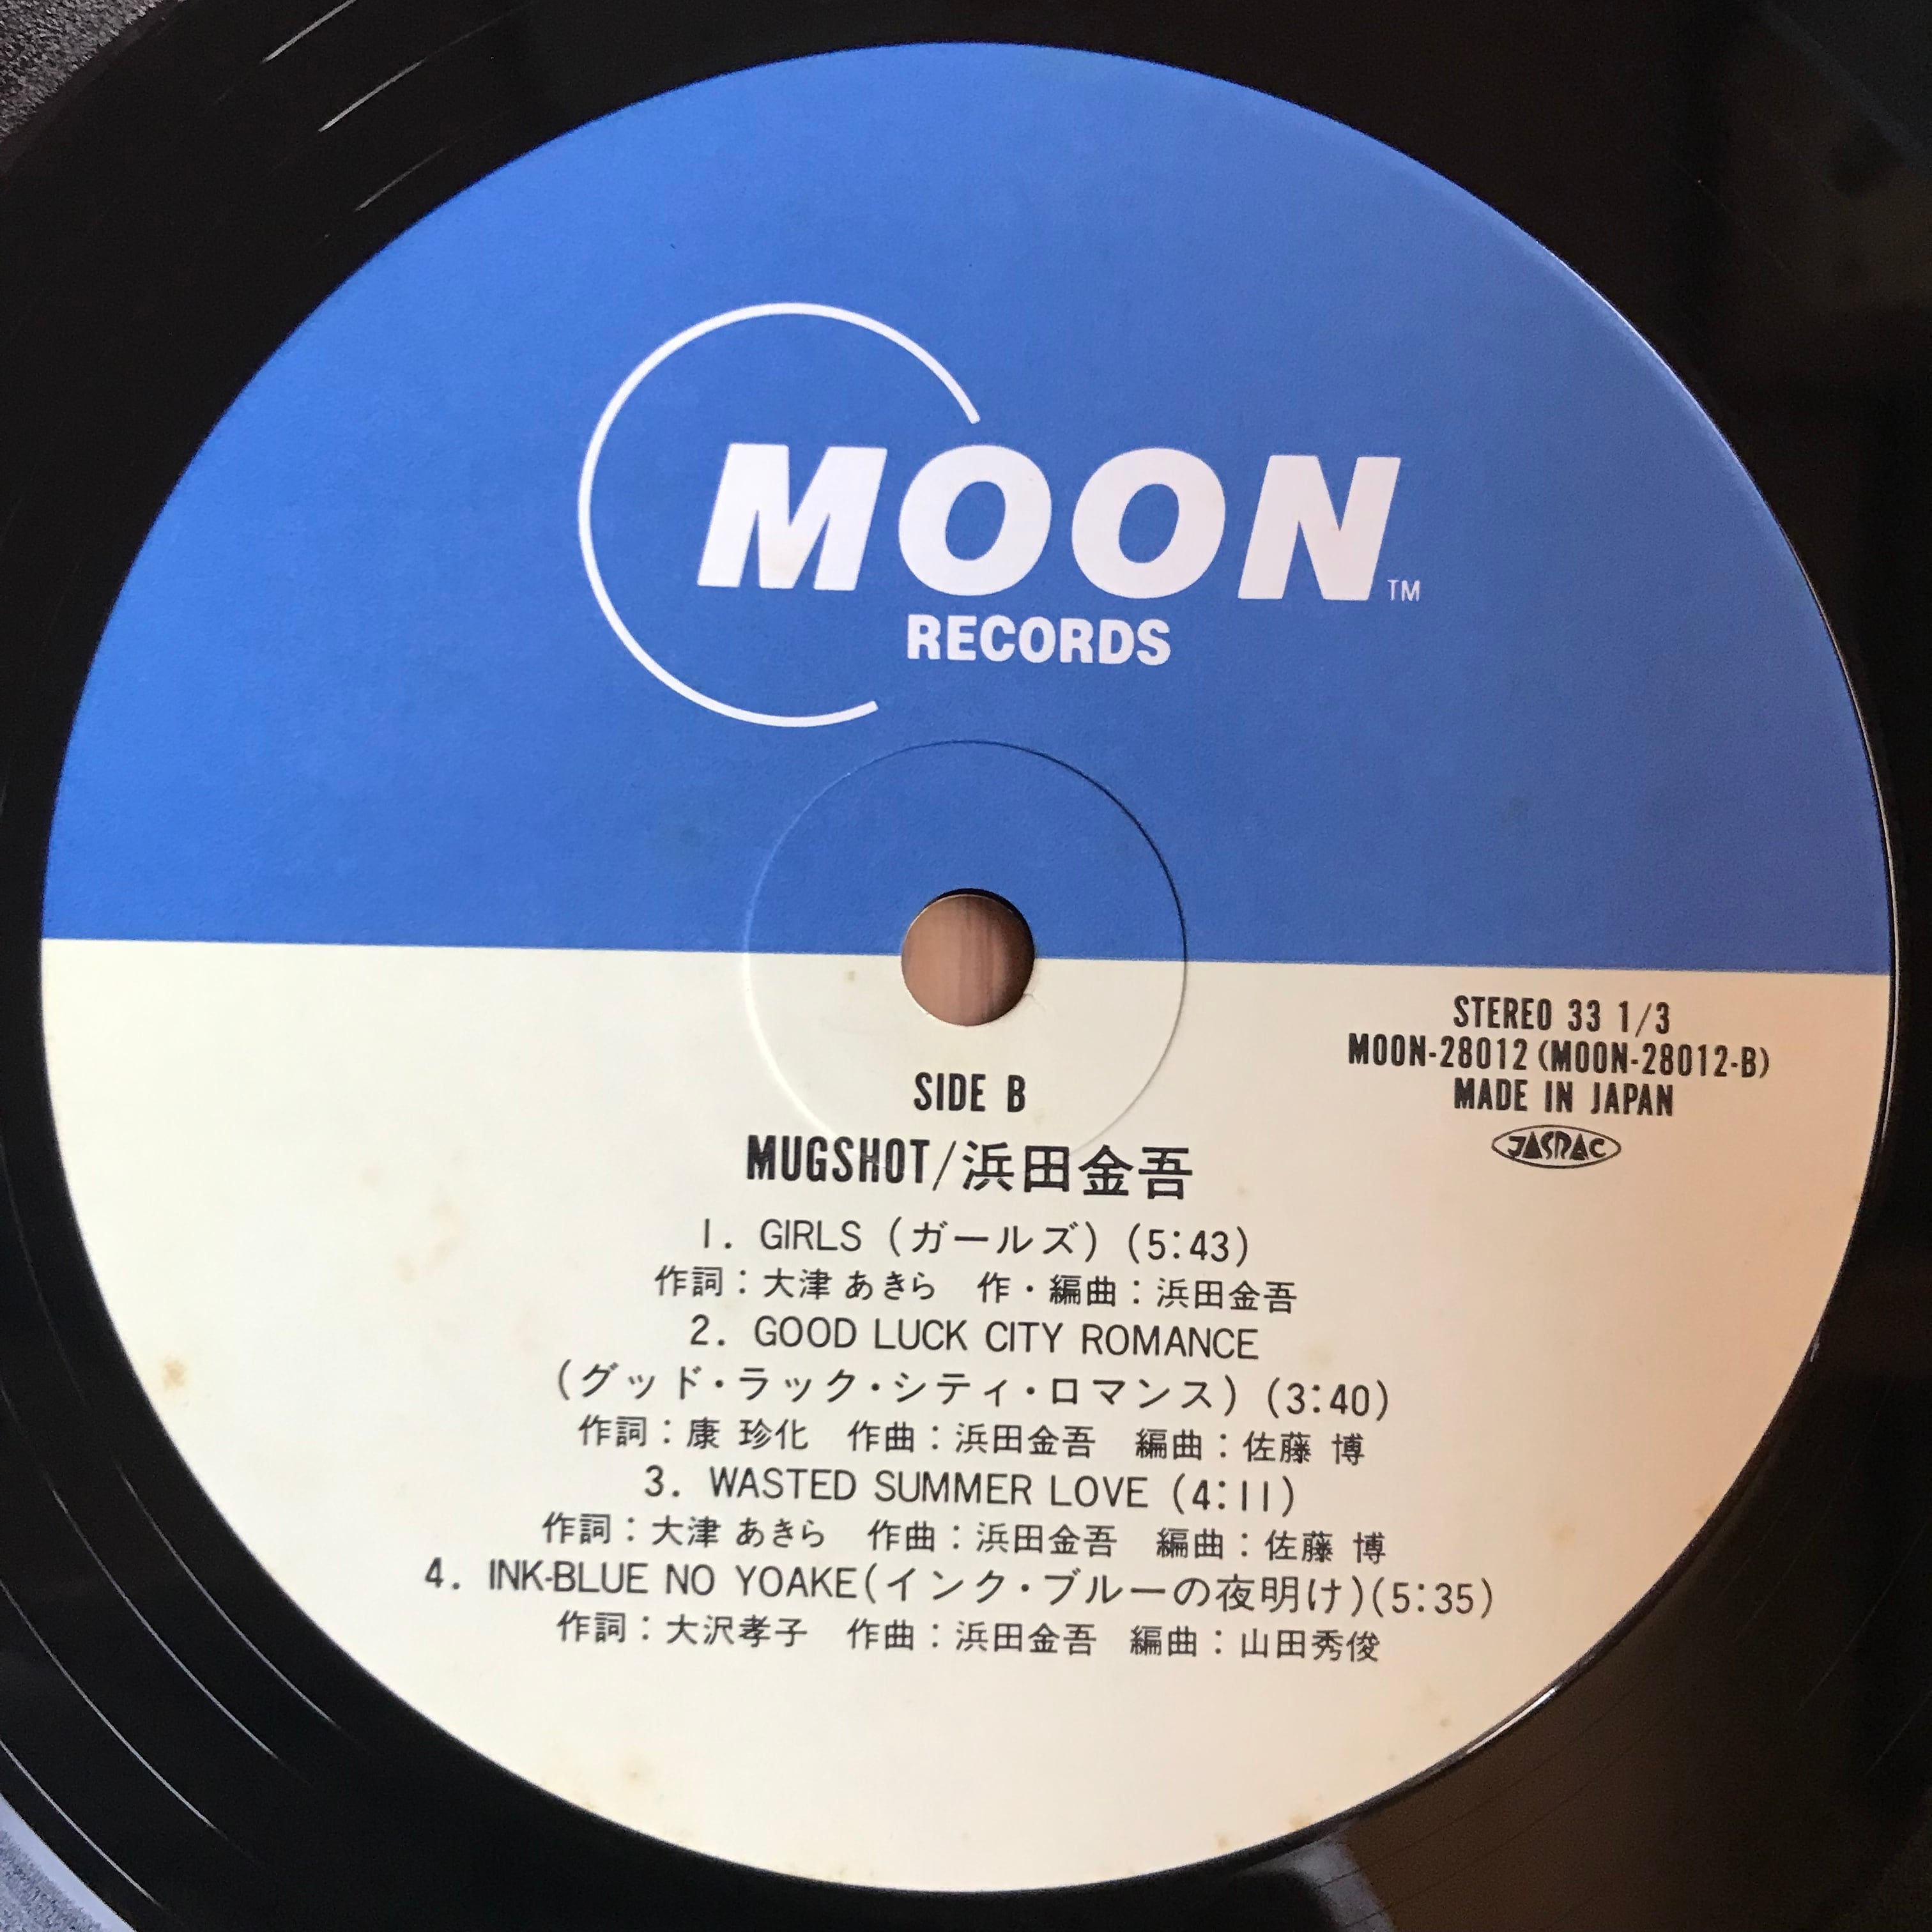 MOON TM
RECORDS
STEREO 33 1/3
MOON-28012 (MOON-28012-B)
MADE IN JAPAN
JASRAC
SIDE B
MUGSHOT/浜田金吾
1. GIRLS (ガールズ) (5:43)
作詞:大津 あきら 作・編曲:浜田金吾
2. GOOD LUCK CITY ROMANCE
(グッド・ラック・シティ・ロマンス) (3:40)
作詞:康 珍化 作曲:浜田金吾 編曲:佐藤 博
3. WASTED SUMMER LOVE (4:11)
作詞:大津 あきら 作曲:浜田金吾 編曲:佐藤 博
4. INK-BLUE NO YOAKE(インク・ブルーの夜明け)(5:35)
作詞:大沢孝子 作曲:浜田金吾 編曲:山田秀俊